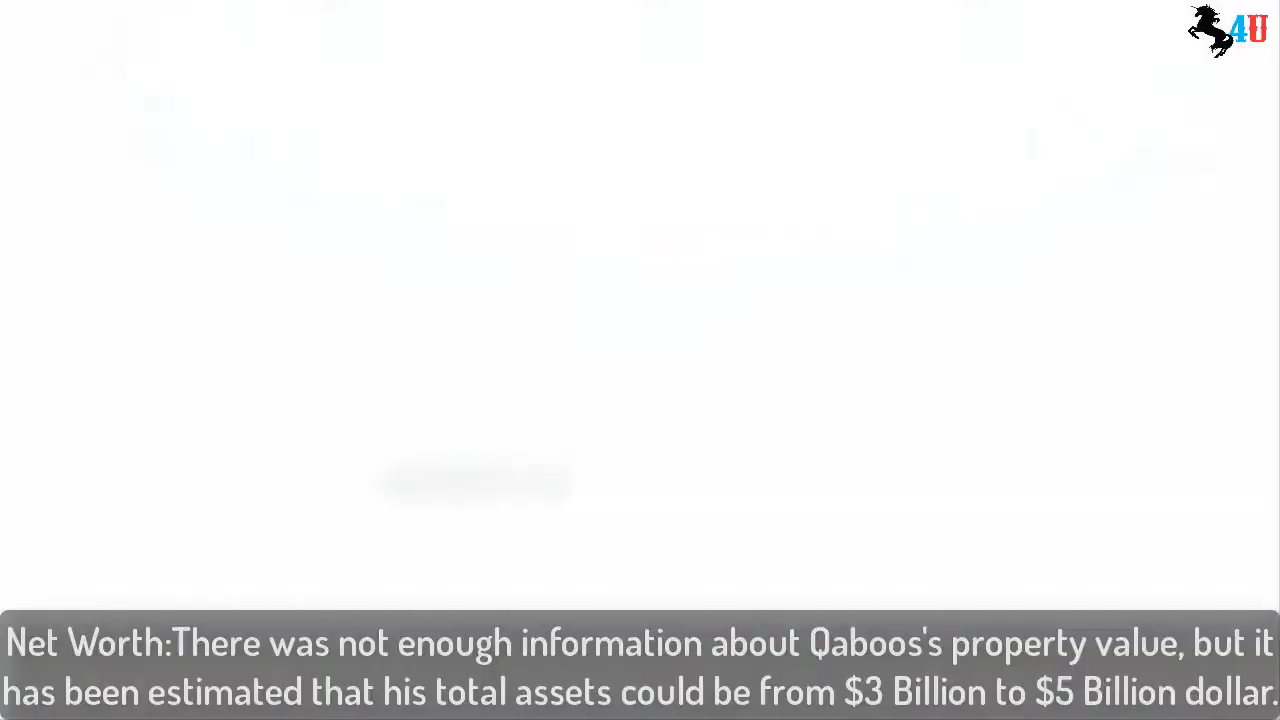 4U
Net Worth:There was not enough information about Qaboos's property value, but it
has been estimated that his total assets could be from $3 Billion to $5 Billion dollar.